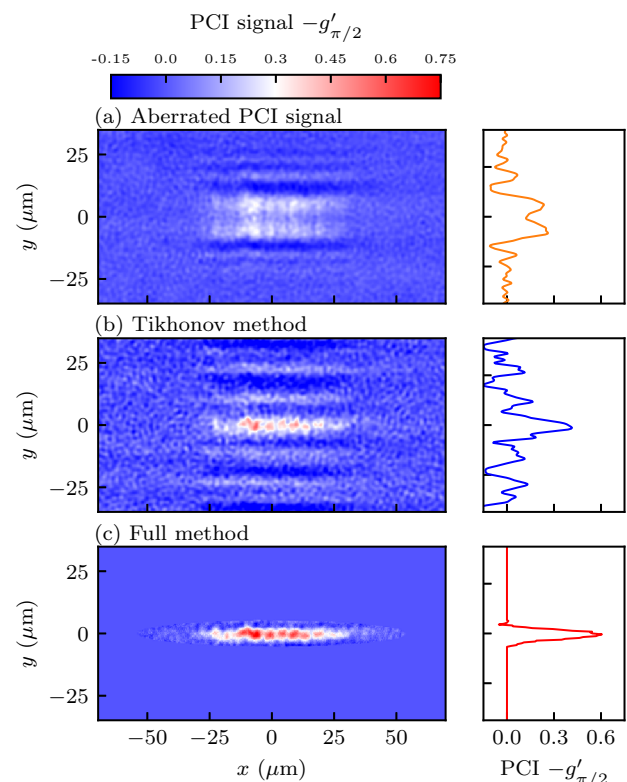 PCI signal −g′π/2
-0.15 0.0 0.15 0.3 0.45 0.6 0.75
(a) Aberrated PCI signal
25
0
−25
y (μm)
(b) Tikhonov method
25
0
−25
y (μm)
(c) Full method
25
0
−25
y (μm)
−50 −25 0 25 50
0.0 0.3 0.6
x (μm)
PCI −g′π/2